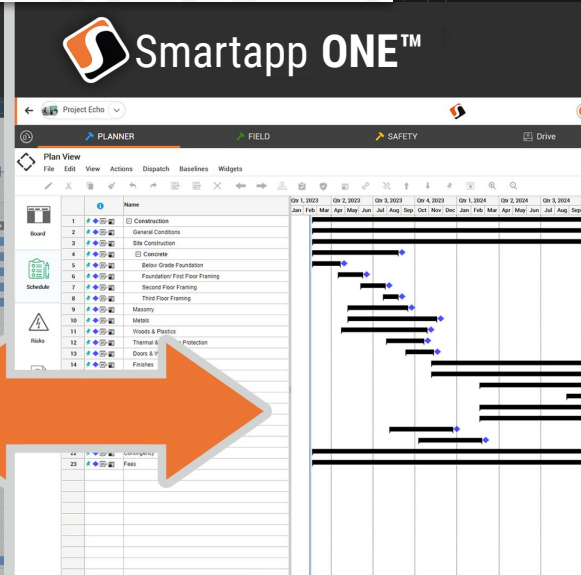 Smartapp ONE™
Project Echo
PLANNER FIELD SAFETY Drive
Plan View
File Edit View Actions Dispatch Baselines Widgets
Name
Qtr 1, 2023 Qtr 2, 2023 Qtr 3, 2023 Qtr 4, 2023 Qtr 1, 2024 Qtr 2, 2024 Qtr 3, 2024
Jan Feb Mar Apr May Jun Jul Aug Sep Oct Nov Dec Jan Feb Mar Apr May Jun Jul Aug Sep
Board
Schedule
Risks
1 Construction
2 General Conditions
3 Site Construction
4 Concrete
5 Below Grade Foundation
6 Foundation/ First Floor Framing
7 Second Floor Framing
8 Third Floor Framing
9 Masonry
10 Metals
11 Woods & Plastics
12 Thermal & Protection
13 Doors & W
14 Finishes
22 Contingency
23 Fees